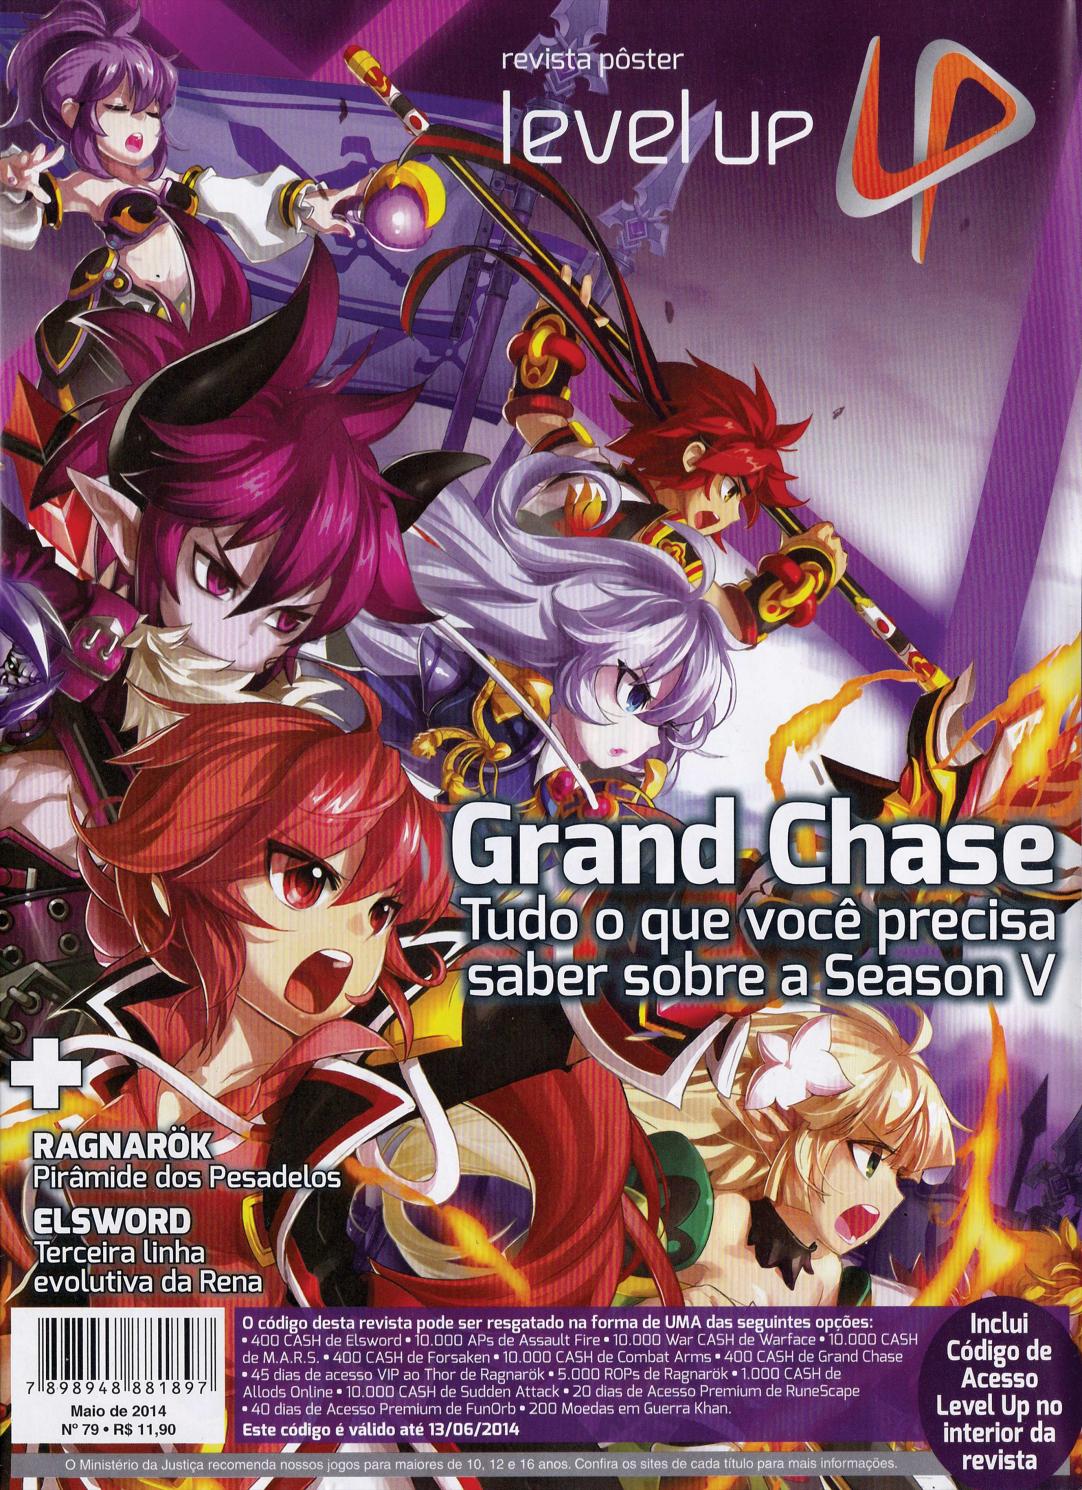 revista pôster
level up
Grand Chase
Tudo o que você precisa
saber sobre a Season V
RAGNARÖK
Pirâmide dos Pesadelos
ELSWORD
Terceira linha
evolutiva da Rena
7 898948 881897
Maio de 2014
Nº 79 • R$ 11,90
O código desta revista pode ser resgatado na forma de UMA das seguintes opções:
• 400 CASH de Elsword • 10.000 APs de Assault Fire • 10.000 War CASH de Warface • 10.000 CASH
de M.A.R.S. • 400 CASH de Forsaken • 10.000 CASH de Combat Arms • 400 CASH de Grand Chase
• 45 dias de acesso VIP ao Thor de Ragnarök • 5.000 ROPs de Ragnarök • 1.000 CASH de
Allods Online • 10.000 CASH de Sudden Attack • 20 dias de Acesso Premium de RuneScape
• 40 dias de Acesso Premium de FunOrb • 200 Moedas em Guerra Khan.
Este código é válido até 13/06/2014
Inclui
Código de
Acesso
Level Up no
interior da
revista
O Ministério da Justiça recomenda nossos jogos para maiores de 10, 12 e 16 anos. Confira os sites de cada título para mais informações.